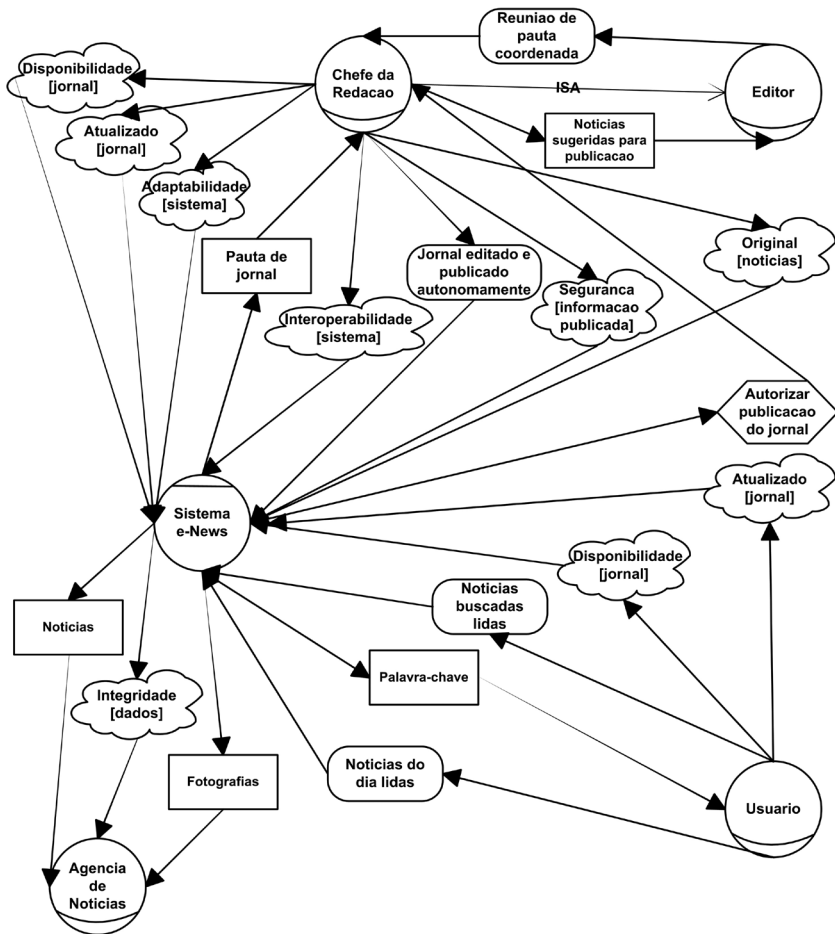 Reuniao de
pauta
coordenada
Disponibilidade
[jornal]
Chefe da
Redacao
ISA
Editor
Atualizado
[jornal]
Noticias
sugeridas para
publicacao
Adaptabilidade
[sistema]
Pauta de
jornal
Jornal editado e
publicado
autonomamente
Original
[noticias]
Seguranca
[informacao
publicada]
Interoperabilidade
[sistema]
Autorizar
publicacao
do jornal
Atualizado
[jornal]
Sistema
e-News
Disponibilidade
[jornal]
Noticias
buscadas
lidas
Noticias
Palavra-chave
Integridade
[dados]
Fotografias
Noticias do
dia lidas
Usuario
Agencia
de
Noticias